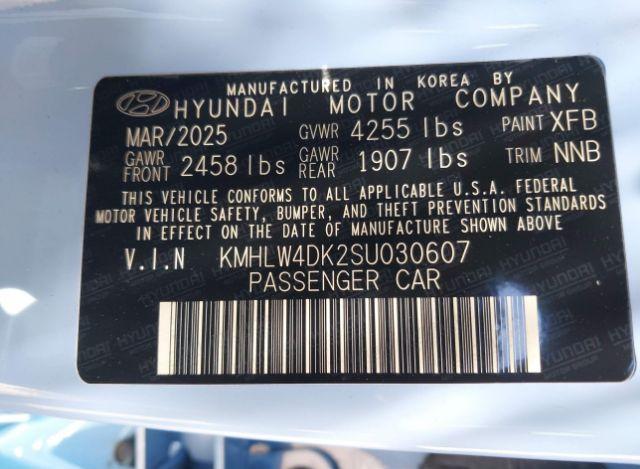 MANUFACTURED IN KOREA BY
HYUNDAI MOTOR COMPANY
MAR/2025 GVWR 4255 lbs PAINT XFB
GAWR FRONT 2458 lbs GAWR REAR 1907 lbs TRIM NNB
THIS VEHICLE CONFORMS TO ALL APPLICABLE U.S.A. FEDERAL
MOTOR VEHICLE SAFETY, BUMPER, AND THEFT PREVENTION STANDARDS
IN EFFECT ON THE DATE OF MANUFACTURE SHOWN ABOVE
V.I.N KMHLW4DK2SU030607
PASSENGER CAR